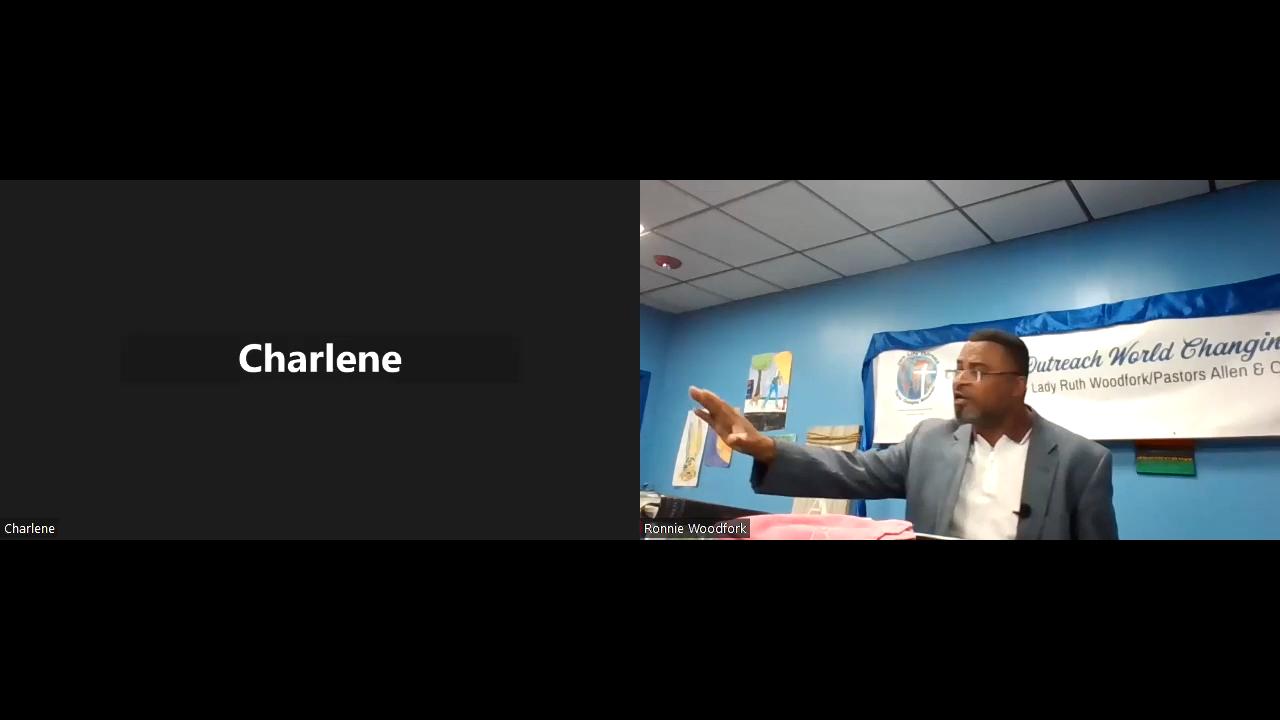 Charlene
Charlene
Ronnie Woodfork
Outreach World Changin
Lady Ruth Woodfork/Pastors Allen & C